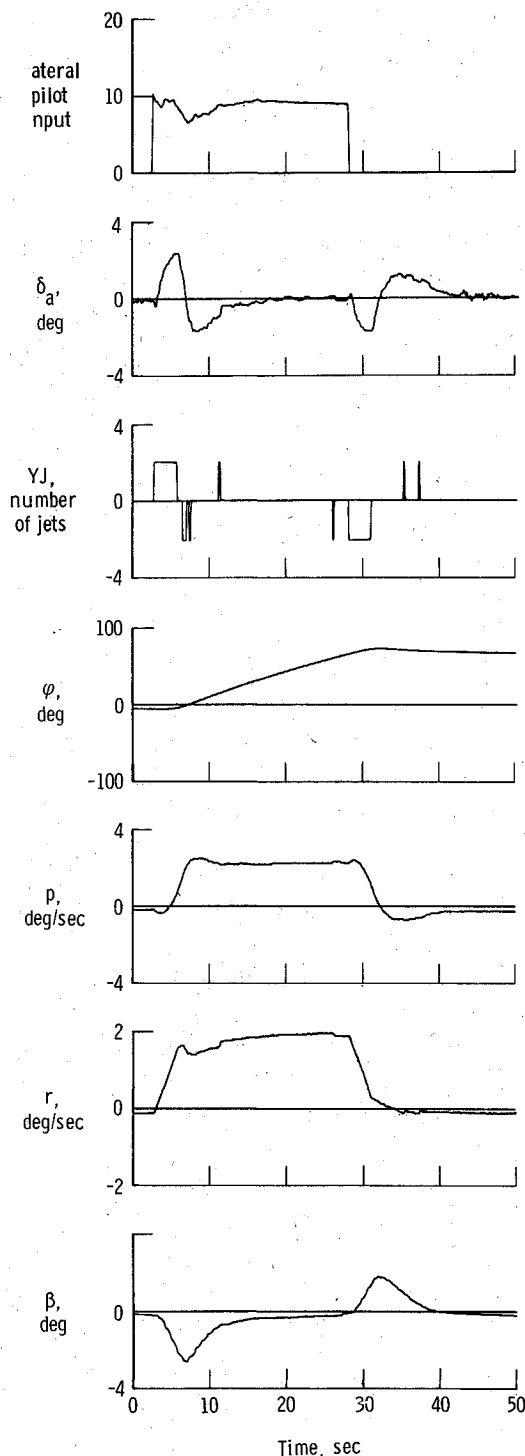 20
ateral
pilot
nput
10
0
4
δa,
deg
0
-4
4
YJ,
number
of jets
0
-4
100
φ,
deg
0
-100
4
p,
deg/sec
0
-4
2
r,
deg/sec
0
-2
β,
deg
0
-4
0 10 20 30 40 50
Time, sec